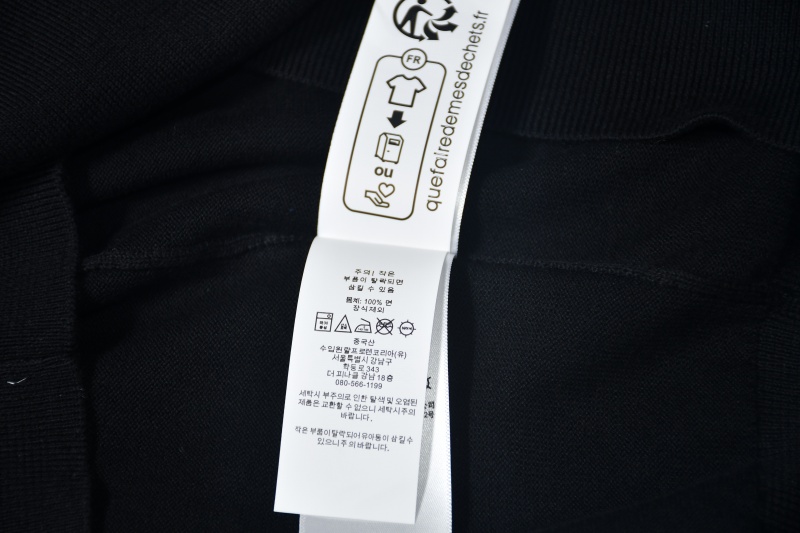 FR
OU
quefairedemesdechets.fr
주의! 작은
부품이 탈락되면
삼킬 수 있음
몸체: 100% 면
장식제외
중국산
수입원랄프로렌코리아(유)
서울특별시 강남구
학동로 343
더 피나클 강남 18층
080-566-1199
세탁시 부주의로 인한 탈색 및 오염된
제품은 교환할 수 없으니 세탁시주의
바랍니다.
작은 부품이탈락되어유아동이 삼킬수
있으니주의 바랍니다.